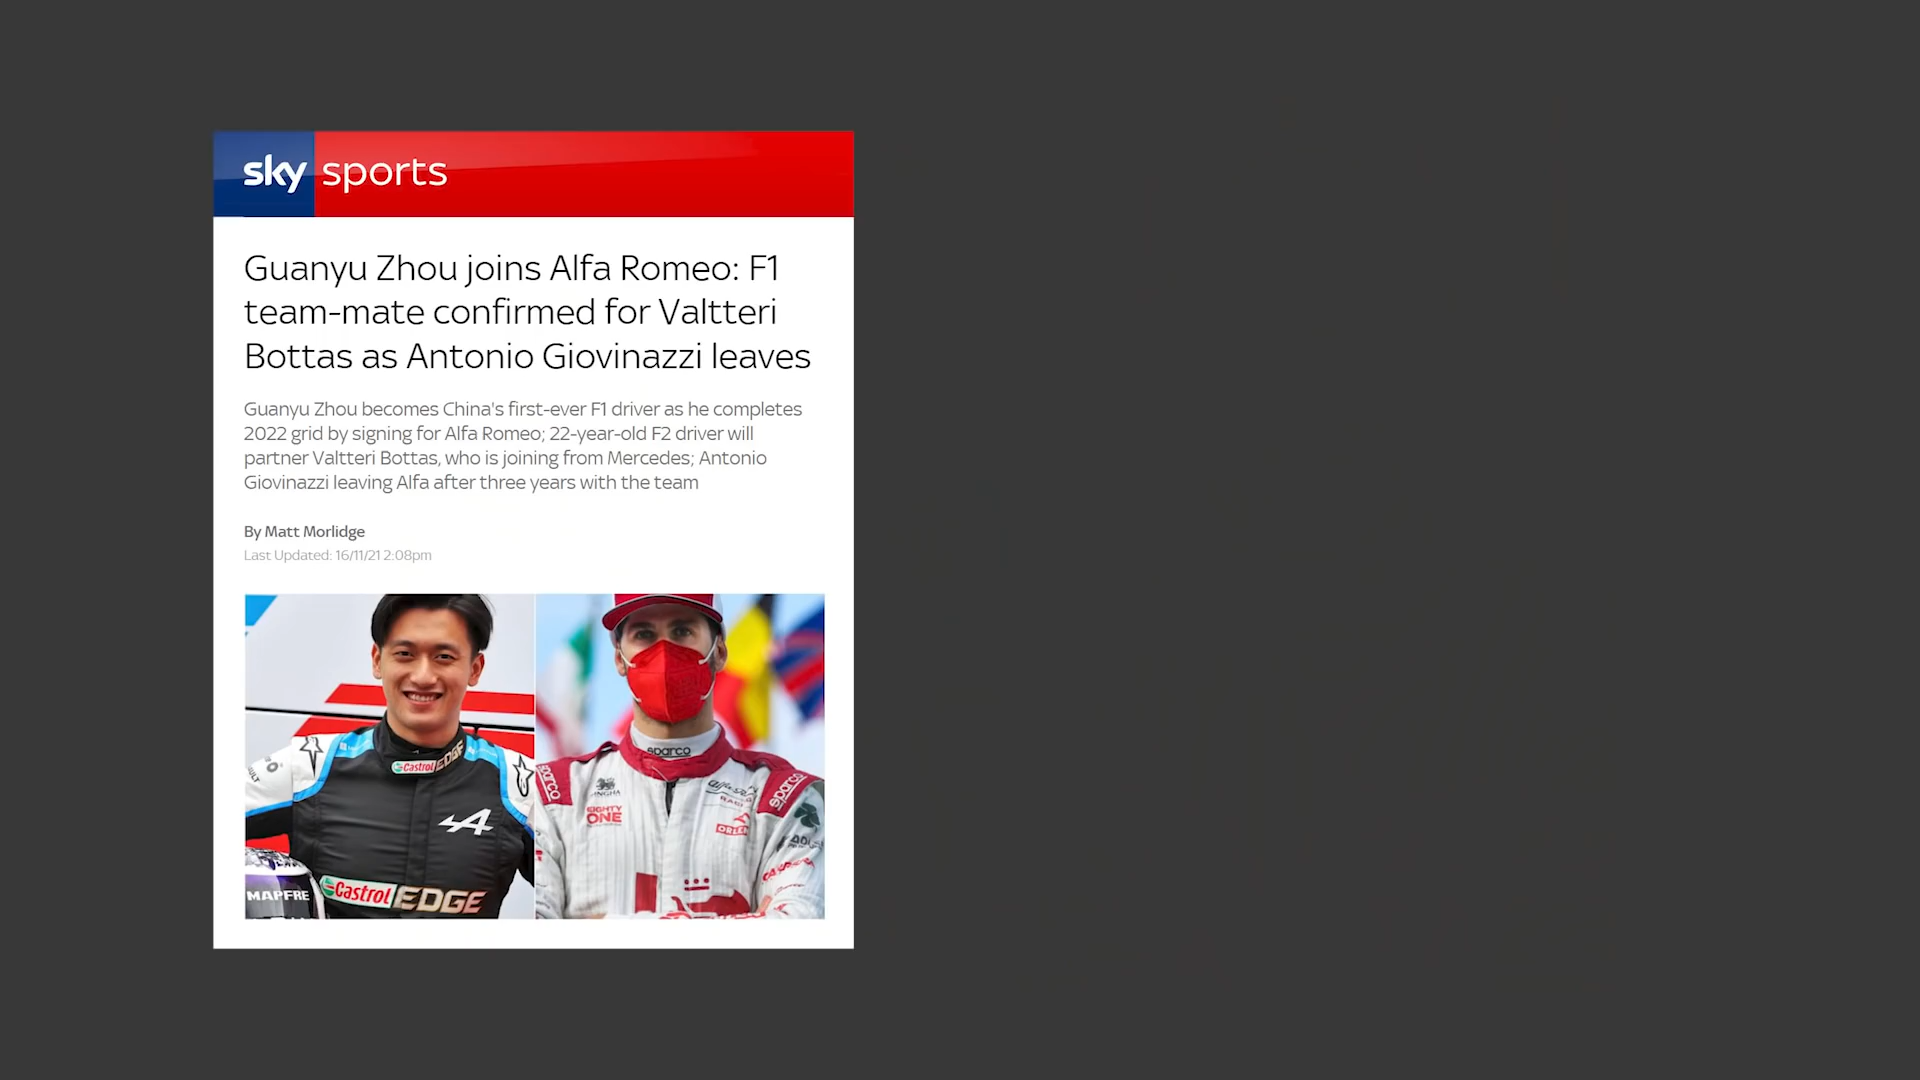 sky sports
Guanyu Zhou joins Alfa Romeo: F1
team-mate confirmed for Valtteri
Bottas as Antonio Giovinazzi leaves
Guanyu Zhou becomes China's first-ever F1 driver as he completes
2022 grid by signing for Alfa Romeo; 22-year-old F2 driver will
partner Valtteri Bottas, who is joining from Mercedes; Antonio
Giovinazzi leaving Alfa after three years with the team
By Matt Morlidge
Last Updated: 16/11/21 2:08pm
Castrol EDGE
A
Castrol EDGE
MAPFRE
sparco
sparco
sparco
EIGHTY
ONE
ORLEN